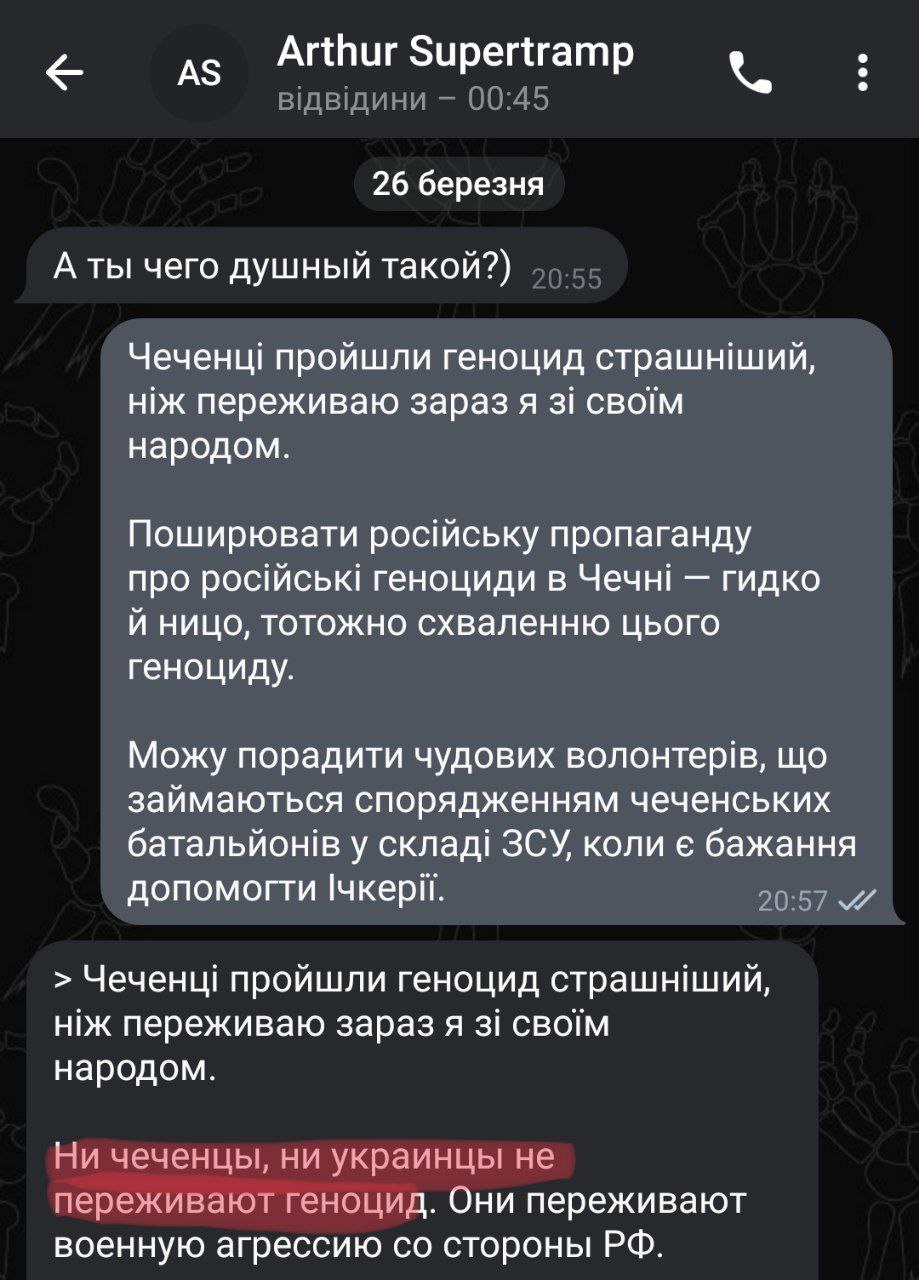 AS
Arthur Supertramp
відвідини – 00:45
26 березня
А ты чего душный такой?) 20:55
Чеченці пройшли геноцид страшніший,
ніж переживаю зараз я зі своїм
народом.
Поширювати російську пропаганду
про російські геноциди в Чечні — гидко
й ницо, тотожно схваленню цього
геноциду.
Можу порадити чудових волонтерів, що
займаються спорядженням чеченських
батальйонів у складі ЗСУ, коли є бажання
допомогти Ічкерії. 20:57
> Чеченці пройшли геноцид страшніший,
ніж переживаю зараз я зі своїм
народом.
Ни чеченцы, ни украинцы не
переживают геноцид. Они переживают
военную агрессию со стороны РФ.